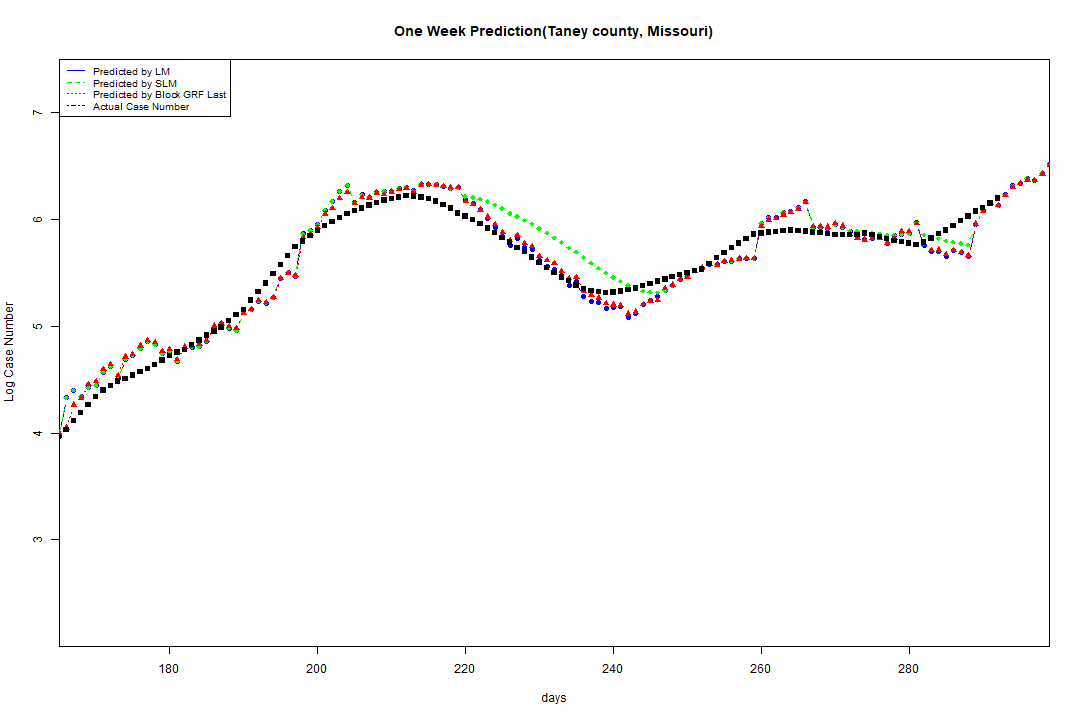 One Week Prediction(Taney county, Missouri)
Predicted by LM
Predicted by SLM
Predicted by Block GRF Last
Actual Case Number
7
6
5
4
3
Log Case Number
180 200 220 240 260 280
days